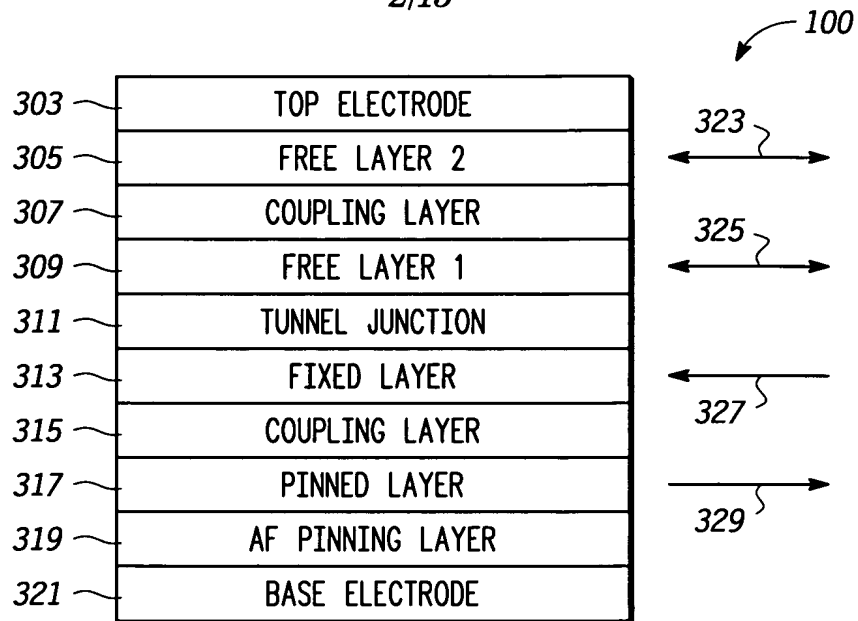 2/18
100
303 TOP ELECTRODE
323
305 FREE LAYER 2
307 COUPLING LAYER
325
309 FREE LAYER 1
311 TUNNEL JUNCTION
313 FIXED LAYER
327
315 COUPLING LAYER
317 PINNED LAYER
329
319 AF PINNING LAYER
321 BASE ELECTRODE